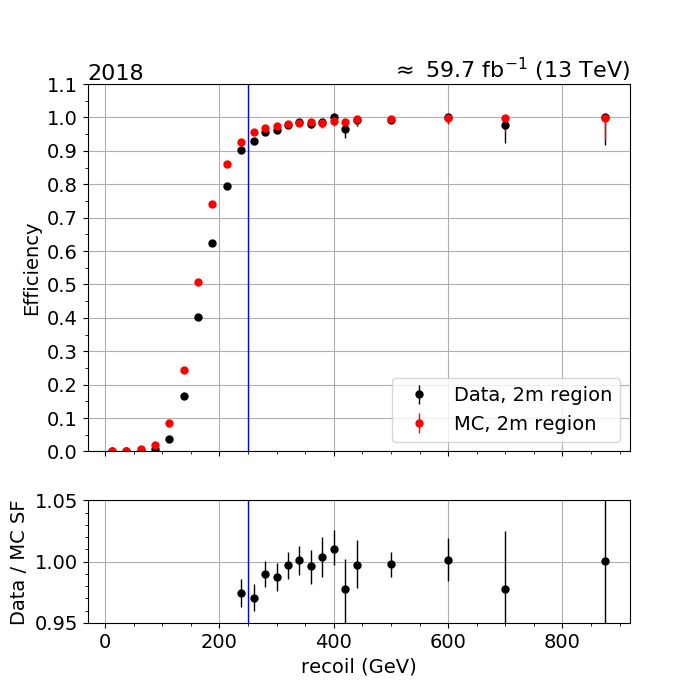 2018
≈ 59.7 fb⁻¹ (13 TeV)
1.1
1.0
0.9
0.8
0.7
0.6
0.5
0.4
0.3
0.2
0.1
0.0
Efficiency
Data, 2m region
MC, 2m region
1.05
1.00
0.95
Data / MC SF
0 200 400 600 800
recoil (GeV)